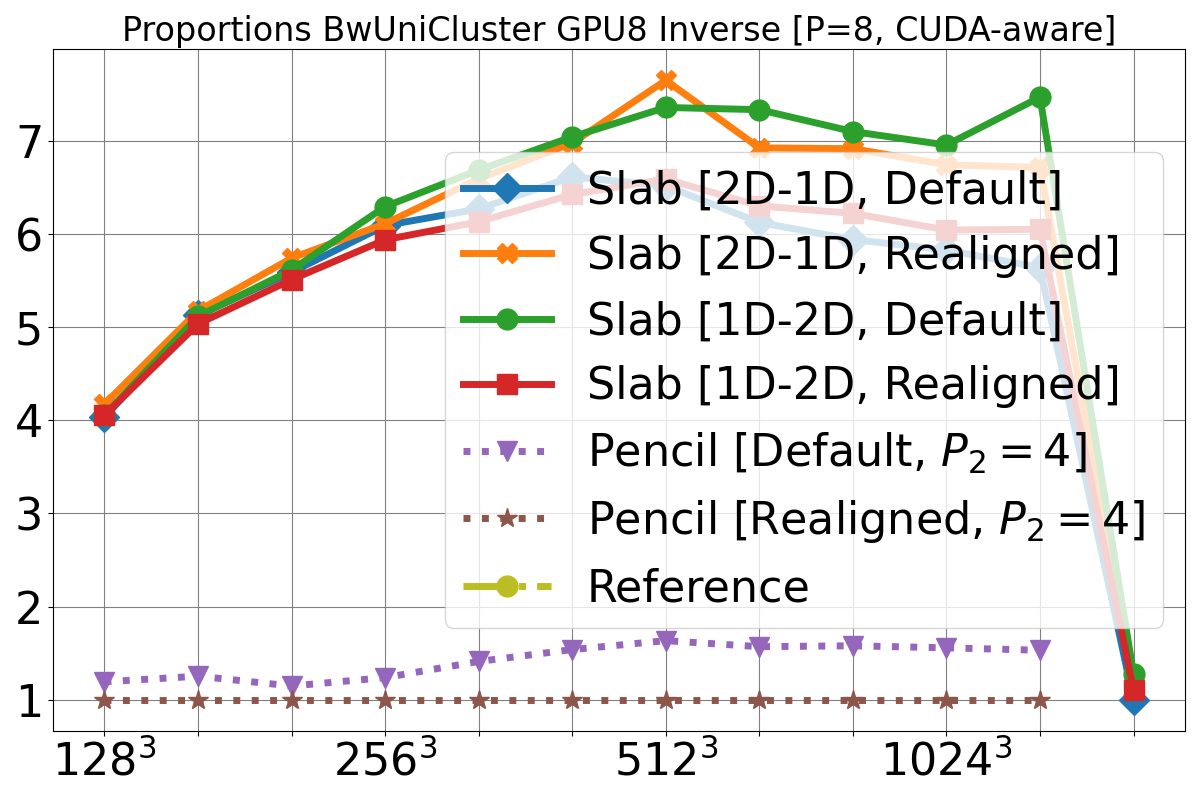 Proportions BwUniCluster GPU8 Inverse [P=8, CUDA-aware]
7
6
5
4
3
2
1
Slab [2D-1D, Default]
Slab [2D-1D, Realigned]
Slab [1D-2D, Default]
Slab [1D-2D, Realigned]
Pencil [Default, P₂ = 4]
Pencil [Realigned, P₂ = 4]
Reference
128³ 256³ 512³ 1024³